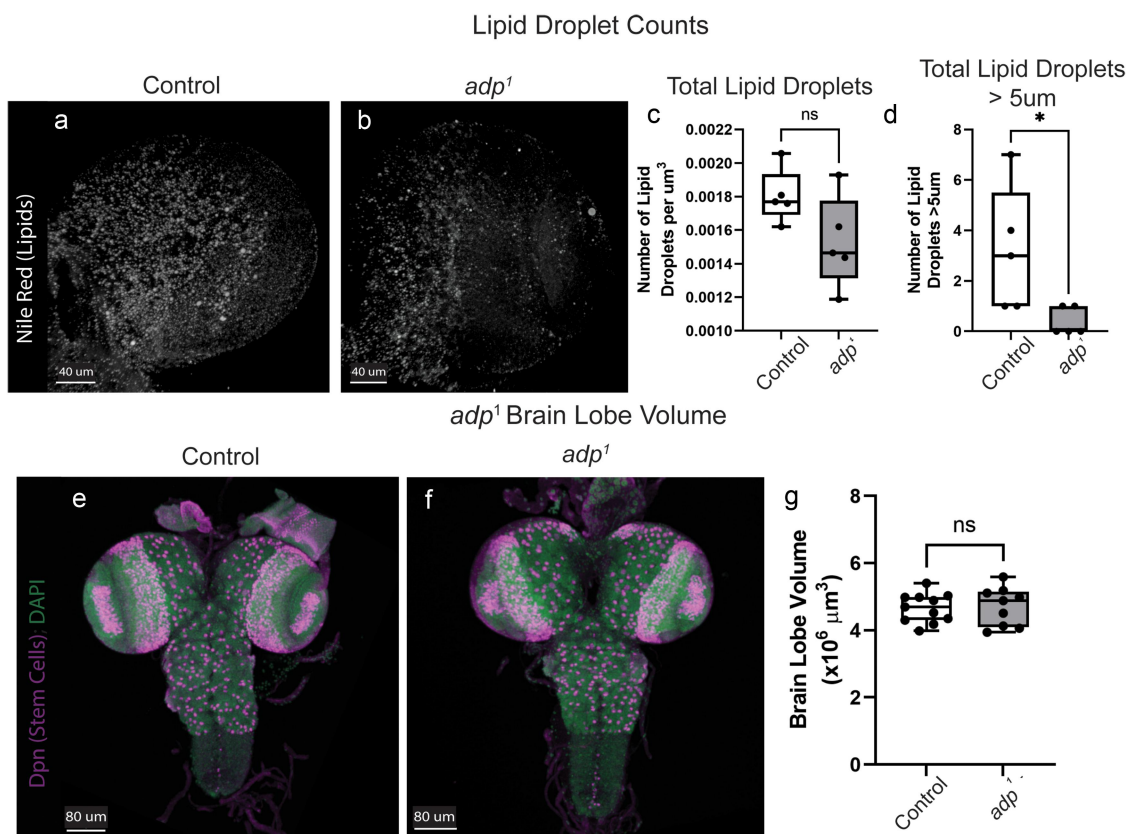 Lipid Droplet Counts
Control
adp¹
Total Lipid Droplets
Total Lipid Droplets
> 5um
Nile Red (Lipids)
a
40 um
b
40 um
c
ns
Number of Lipid
Droplets per um³
0.0022
0.0020
0.0018
0.0016
0.0014
0.0012
0.0010
Control
adp¹
d
*
Number of Lipid
Droplets >5um
8
6
4
2
0
Control
adp¹
adp¹ Brain Lobe Volume
Control
adp¹
Dpn (Stem Cells); DAPI
e
80 um
f
80 um
g
ns
Brain Lobe Volume
(x10⁶ µm³)
8
6
4
2
0
Control
adp¹